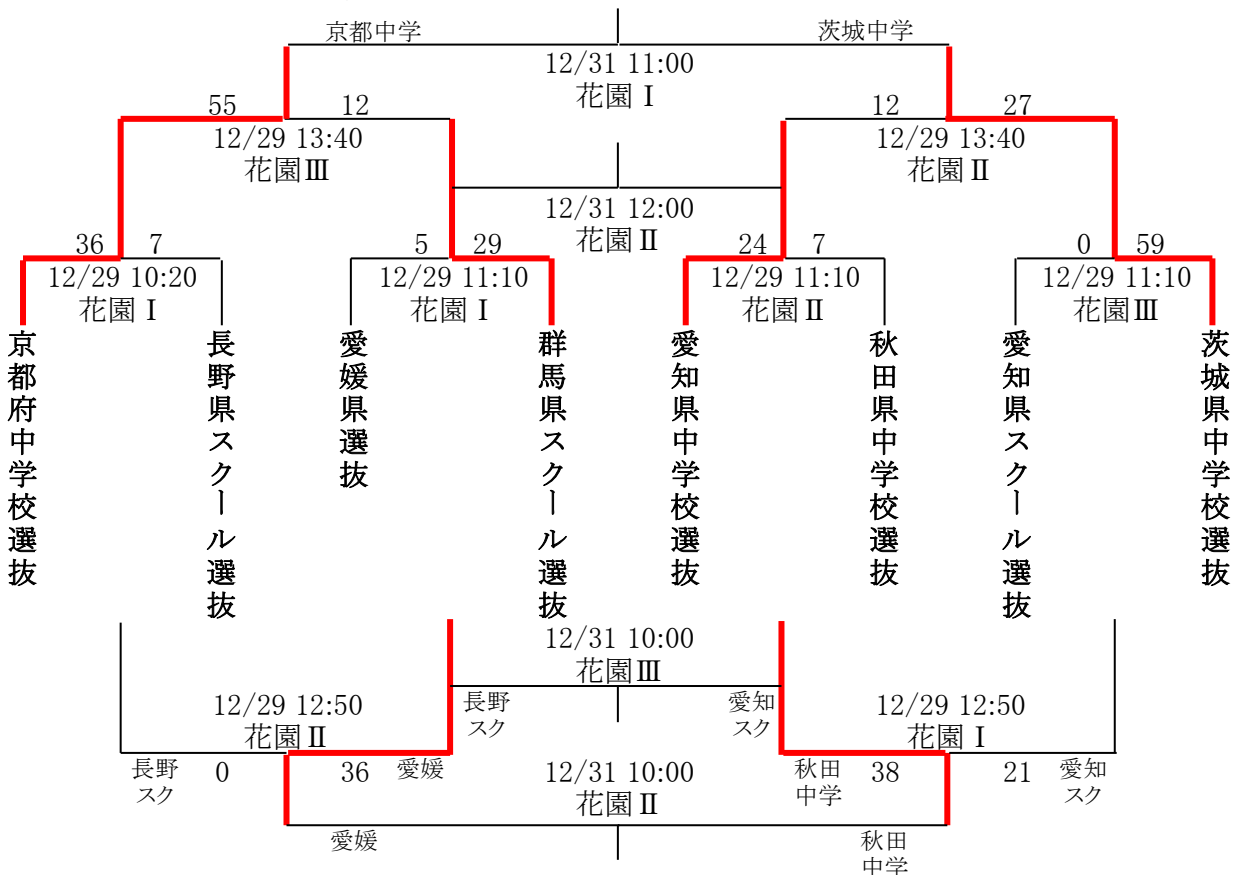 京都中学 茨城中学
12/31 11:00
花園Ⅰ
55 12 12 27
12/29 13:40 12/29 13:40
花園Ⅲ 花園Ⅱ
12/31 12:00
花園Ⅱ
36 7 5 29 24 7 0 59
12/29 10:20 12/29 11:10 12/29 11:10 12/29 11:10
花園Ⅰ 花園Ⅰ 花園Ⅱ 花園Ⅲ
京都府中学校選抜
長野県スクール選抜
愛媛県選抜
群馬県スクール選抜
愛知県中学校選抜
秋田県中学校選抜
愛知県スクール選抜
茨城県中学校選抜
12/31 10:00
花園Ⅲ
長野
スク
愛知
スク
12/29 12:50 12/29 12:50
花園Ⅱ 花園Ⅰ
長野
スク
0 36 愛媛
秋田
中学
38 21
愛知
スク
12/31 10:00
花園Ⅱ
愛媛
秋田
中学